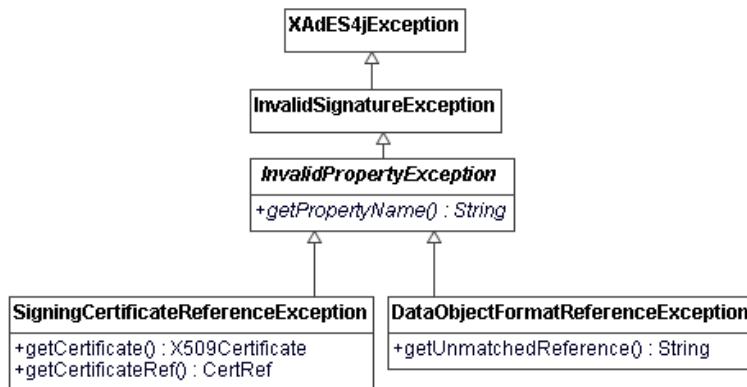 XAdES4jException
InvalidSignatureException
InvalidPropertyException
+getPropertyName() : String
SigningCertificateReferenceException
+getCertificate() : X509Certificate
+getCertificateRef() : CertRef
DataObjectFormatReferenceException
+getUnmatchedReference() : String